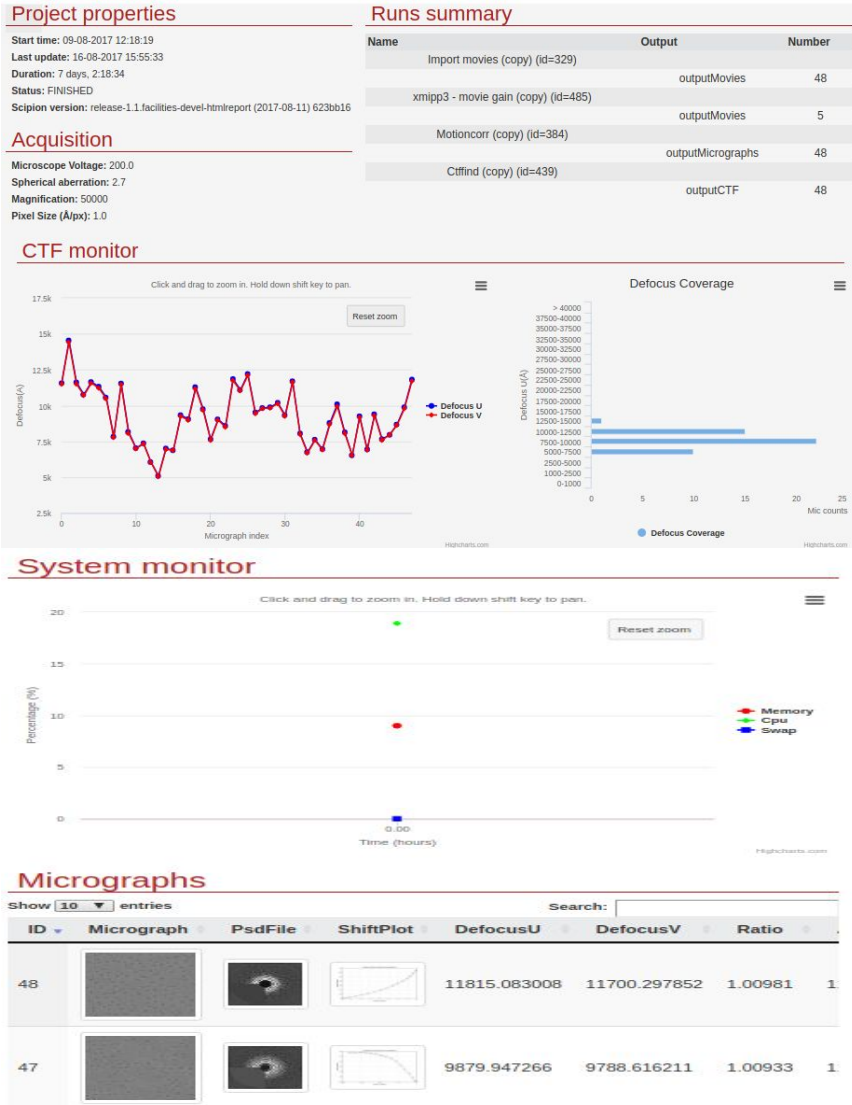 Project properties
Start time: 09-08-2017 12:18:19
Last update: 16-08-2017 15:55:33
Duration: 7 days, 2:18:34
Status: FINISHED
Scipion version: release-1.1.facilities-devel-htmlreport (2017-08-11) 623bb16
Acquisition
Microscope Voltage: 200.0
Spherical aberration: 2.7
Magnification: 50000
Pixel Size (Å/px): 1.0
Runs summary
Name Output Number
Import movies (copy) (id=329)
outputMovies 48
xmipp3 - movie gain (copy) (id=485)
outputMovies 5
Motioncorr (copy) (id=384)
outputMicrographs 48
Ctffind (copy) (id=439)
outputCTF 48
CTF monitor
Click and drag to zoom in. Hold down shift key to pan.
Reset zoom
17.5k
15k
12.5k
10k
7.5k
5k
2.5k
Defocus(A)
0 10 20 30 40
Micrograph index
Defocus U
Defocus V
Highcharts.com
Defocus Coverage
> 40000
37500-40000
35000-37500
32500-35000
30000-32500
27500-30000
25000-27500
22500-25000
20000-22500
17500-20000
15000-17500
12500-15000
10000-12500
7500-10000
5000-7500
2500-5000
1000-2500
0-1000
Defocus U(Å)
0 5 10 15 20 25
Mic counts
Defocus Coverage
Highcharts.com
System monitor
Click and drag to zoom in. Hold down shift key to pan.
Reset zoom
20
15
10
5
0
Percentage (%)
0.00
Time (hours)
Memory
Cpu
Swap
Highcharts.com
Micrographs
Show 10 entries Search:
ID Micrograph PsdFile ShiftPlot DefocusU DefocusV Ratio
48 11815.083008 11700.297852 1.00981 1
47 9879.947266 9788.616211 1.00933 1